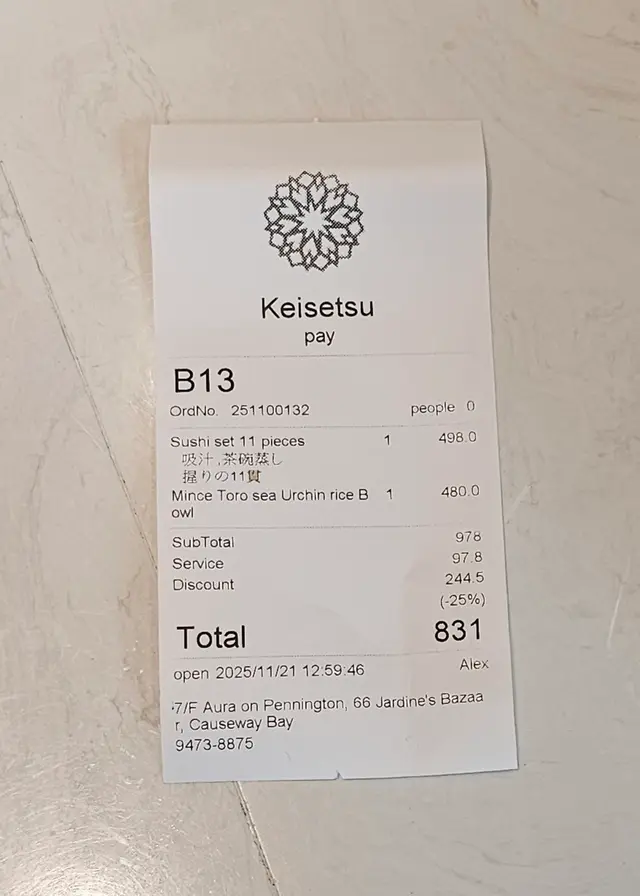 Keisetsu
pay
B13
OrdNo. 251100132 people 0
Sushi set 11 pieces 1 498.0
吸汁,茶碗蒸し
握りの11貫
Mince Toro sea Urchin rice B 1 480.0
owl
SubTotal 978
Service 97.8
Discount 244.5
(-25%)
Total 831
open 2025/11/21 12:59:46 Alex
7/F Aura on Pennington, 66 Jardine's Bazaa
r, Causeway Bay
9473-8875